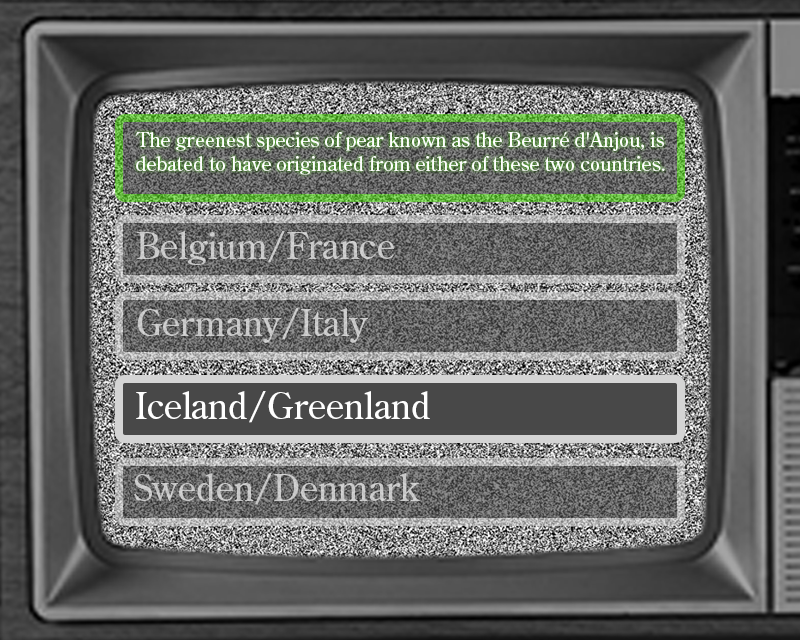 The greenest species of pear known as the Beurré d'Anjou, is
debated to have originated from either of these two countries.
Belgium/France
Germany/Italy
Iceland/Greenland
Sweden/Denmark